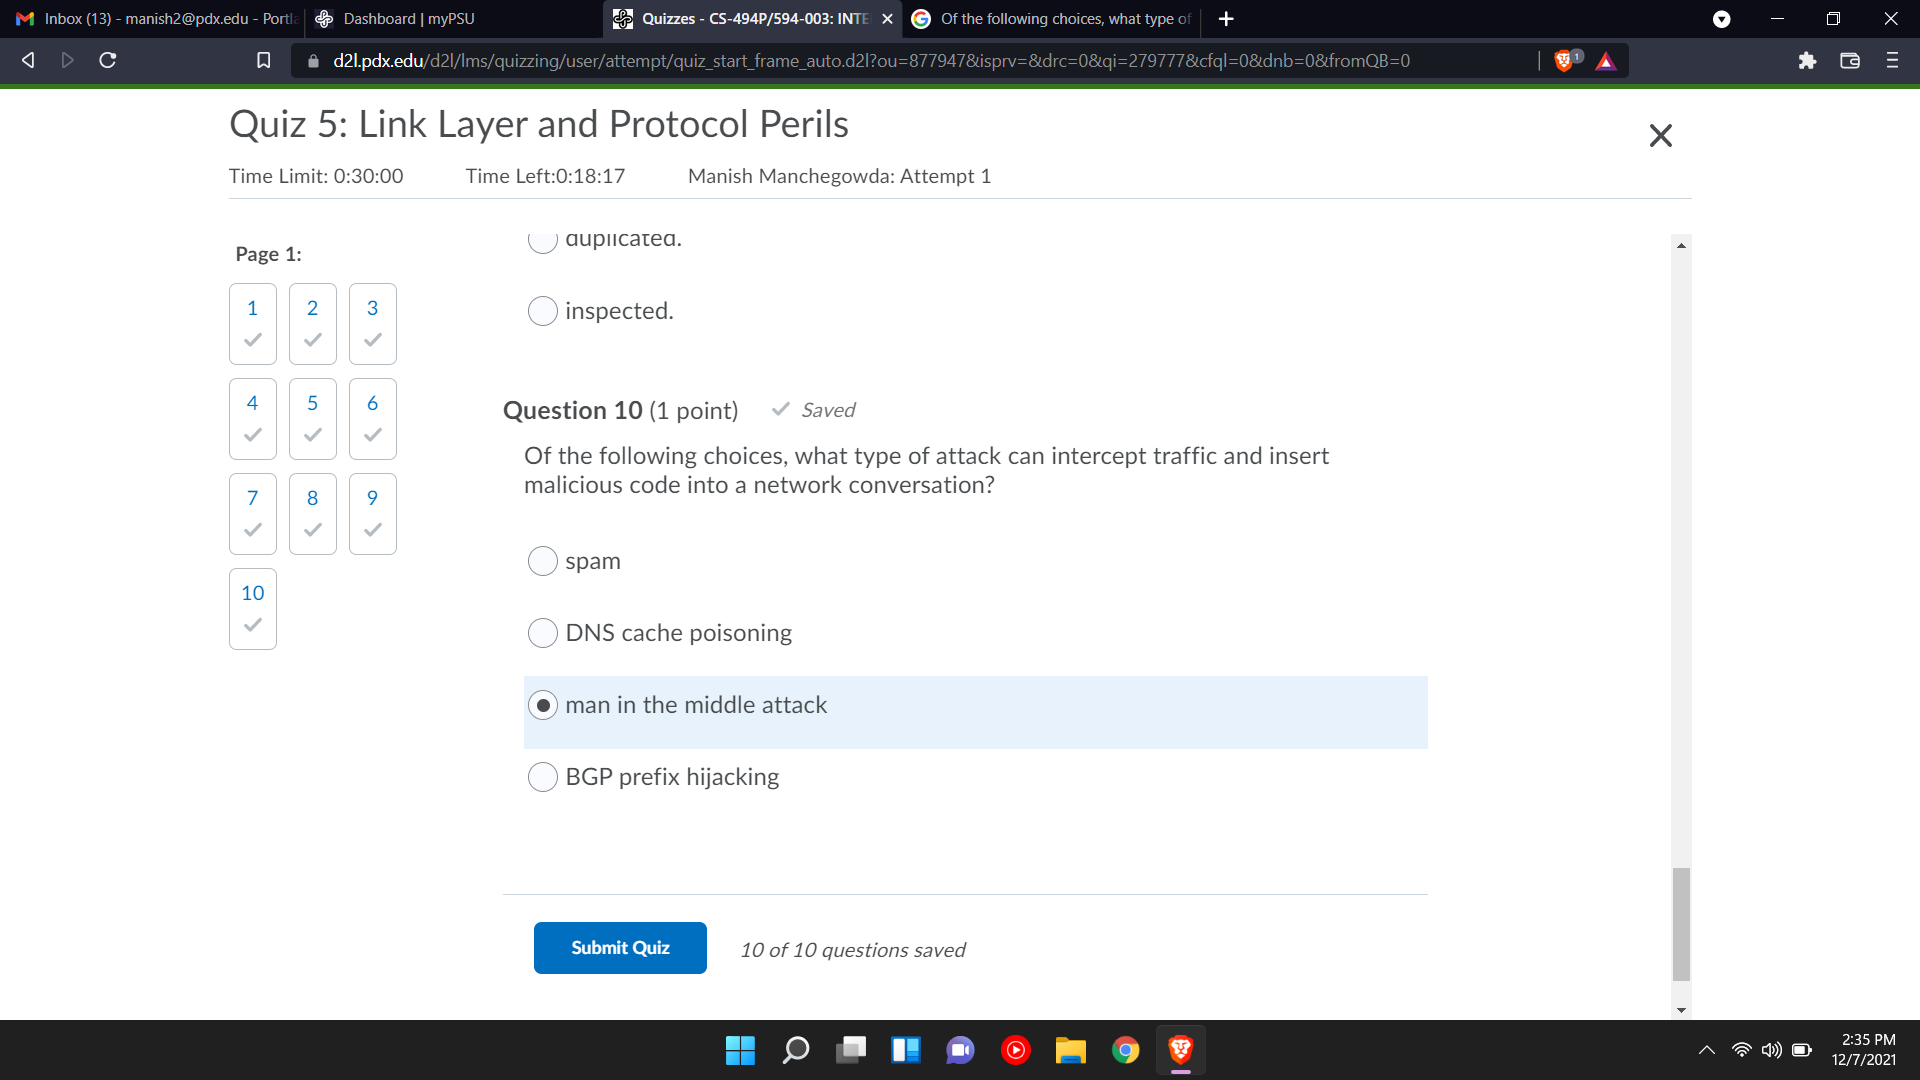 Inbox (13) - manish2@pdx.edu - Portla
Dashboard | myPSU
Quizzes - CS-494P/594-003: INTE
Of the following choices, what type of
d2l.pdx.edu/d2l/lms/quizzing/user/attempt/quiz_start_frame_auto.d2l?ou=877947&isprv=&drc=0&qi=279777&cfql=0&dnb=0&fromQB=0
1
Quiz 5: Link Layer and Protocol Perils
Time Limit: 0:30:00 Time Left:0:18:17 Manish Manchegowda: Attempt 1
Page 1:
1 2 3
4 5 6
7 8 9
10
duplicated.
inspected.
Question 10 (1 point) Saved
Of the following choices, what type of attack can intercept traffic and insert
malicious code into a network conversation?
spam
DNS cache poisoning
man in the middle attack
BGP prefix hijacking
Submit Quiz 10 of 10 questions saved
2:35 PM
12/7/2021